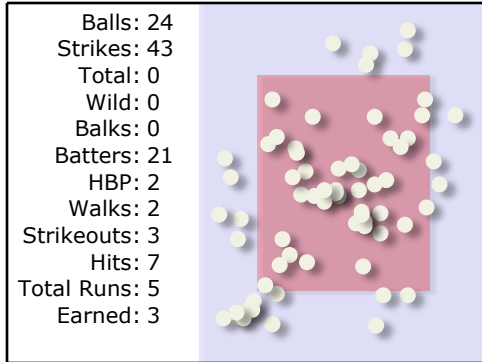 Balls: 24
Strikes: 43
Total: 0
Wild: 0
Balks: 0
Batters: 21
HBP: 2
Walks: 2
Strikeouts: 3
Hits: 7
Total Runs: 5
Earned: 3